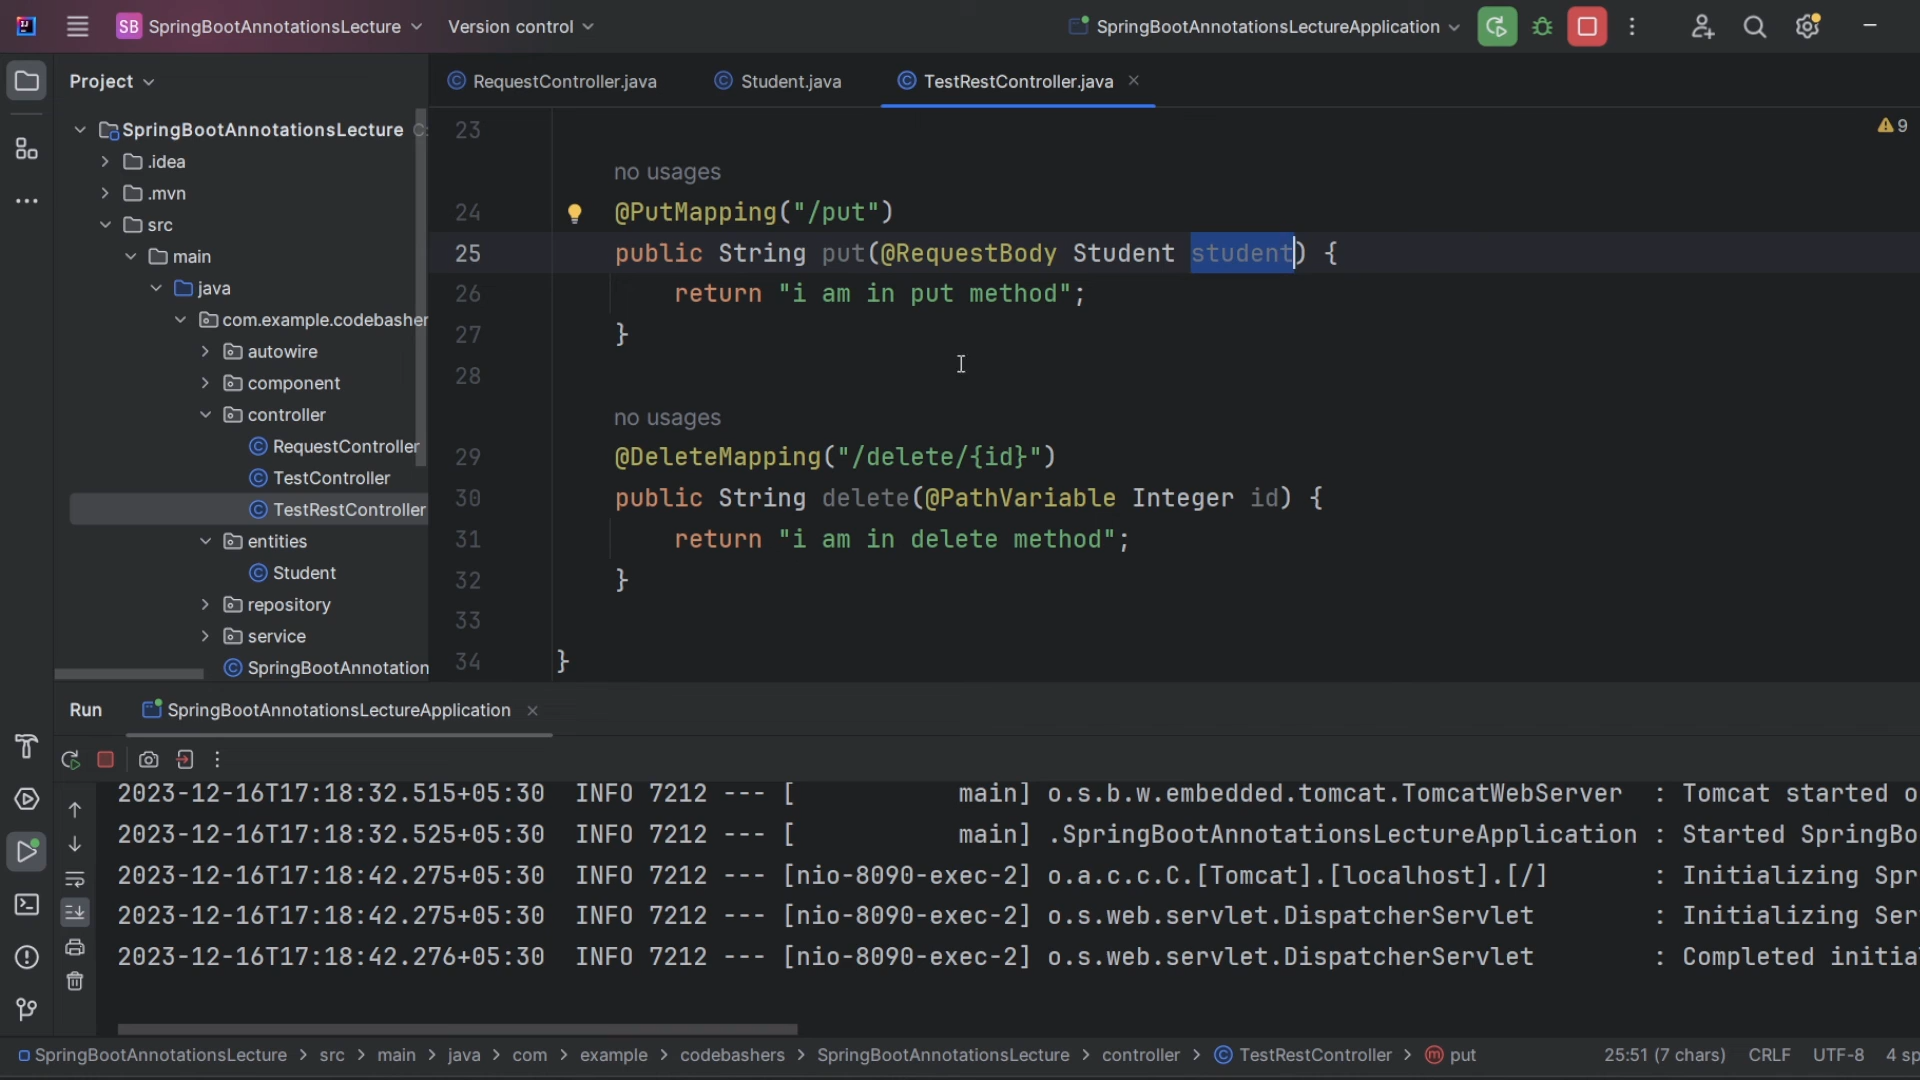 SB SpringBootAnnotationsLecture Version control SpringBootAnnotationsLectureApplication
Project
RequestController.java Student.java TestRestController.java
SpringBootAnnotationsLecture
.idea
.mvn
src
main
java
com.example.codebasher
autowire
component
controller
RequestController
TestController
TestRestController
entities
Student
repository
service
SpringBootAnnotation
9
23
no usages
24 @PutMapping("/put")
25 public String put(@RequestBody Student student) {
26 return "i am in put method";
27 }
28
no usages
29 @DeleteMapping("/delete/{id}")
30 public String delete(@PathVariable Integer id) {
31 return "i am in delete method";
32 }
33
34 }
Run SpringBootAnnotationsLectureApplication
2023-12-16T17:18:32.515+05:30 INFO 7212 --- [ main] o.s.b.w.embedded.tomcat.TomcatWebServer : Tomcat started o
2023-12-16T17:18:32.525+05:30 INFO 7212 --- [ main] .SpringBootAnnotationsLectureApplication : Started SpringBo
2023-12-16T17:18:42.275+05:30 INFO 7212 --- [nio-8090-exec-2] o.a.c.c.C.[Tomcat].[localhost].[/] : Initializing Spr
2023-12-16T17:18:42.275+05:30 INFO 7212 --- [nio-8090-exec-2] o.s.web.servlet.DispatcherServlet : Initializing Ser
2023-12-16T17:18:42.276+05:30 INFO 7212 --- [nio-8090-exec-2] o.s.web.servlet.DispatcherServlet : Completed initia
SpringBootAnnotationsLecture > src > main > java > com > example > codebashers > SpringBootAnnotationsLecture > controller > TestRestController > put 25:51 (7 chars) CRLF UTF-8 4 sp